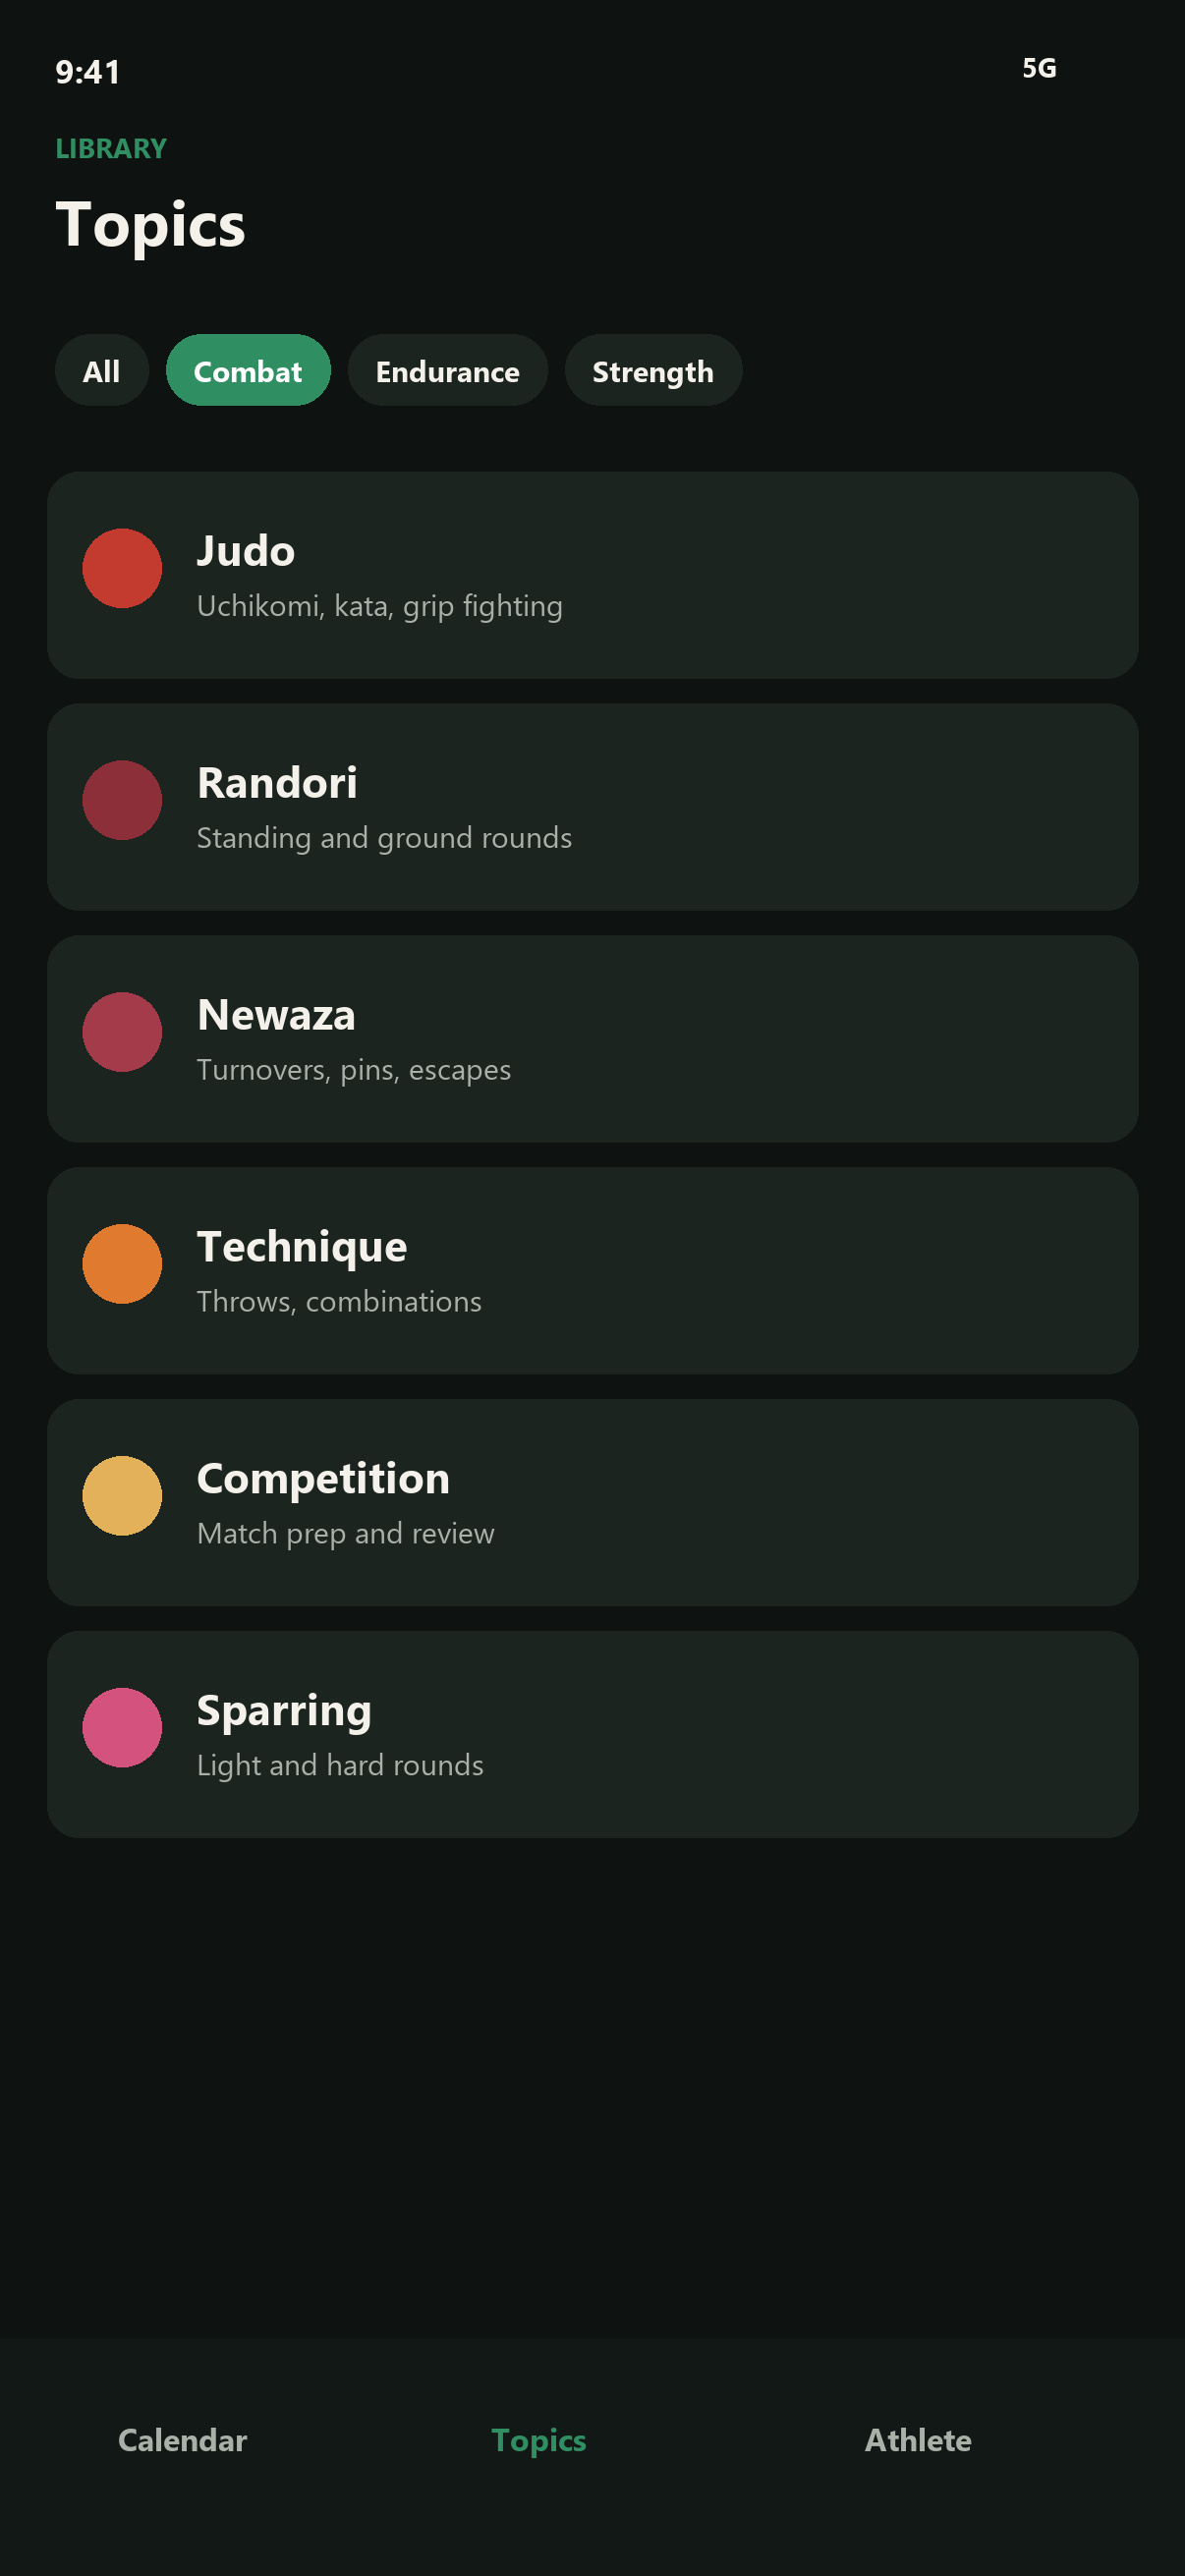 9:41
5G
LIBRARY
Topics
All
Combat
Endurance
Strength
Judo
Uchikomi, kata, grip fighting
Randori
Standing and ground rounds
Newaza
Turnovers, pins, escapes
Technique
Throws, combinations
Competition
Match prep and review
Sparring
Light and hard rounds
Calendar
Topics
Athlete